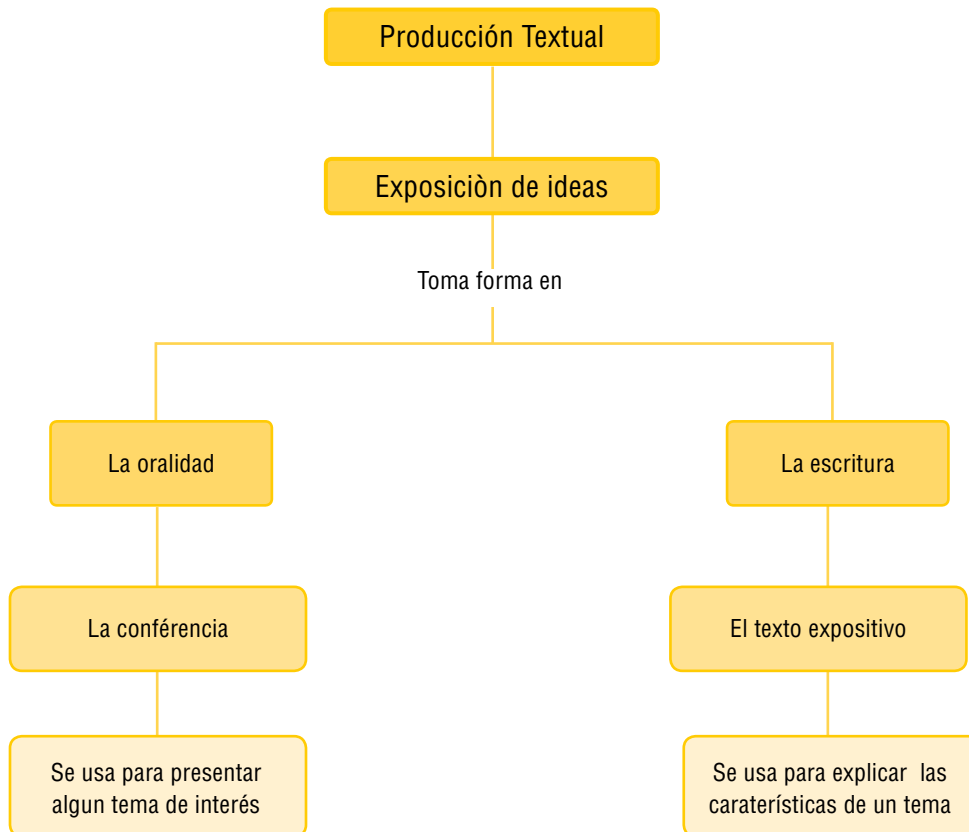 Producción Textual
Exposiciòn de ideas
Toma forma en
La oralidad
La escritura
La conférencia
El texto expositivo
Se usa para presentar
algun tema de interés
Se usa para explicar las
caraterísticas de un tema